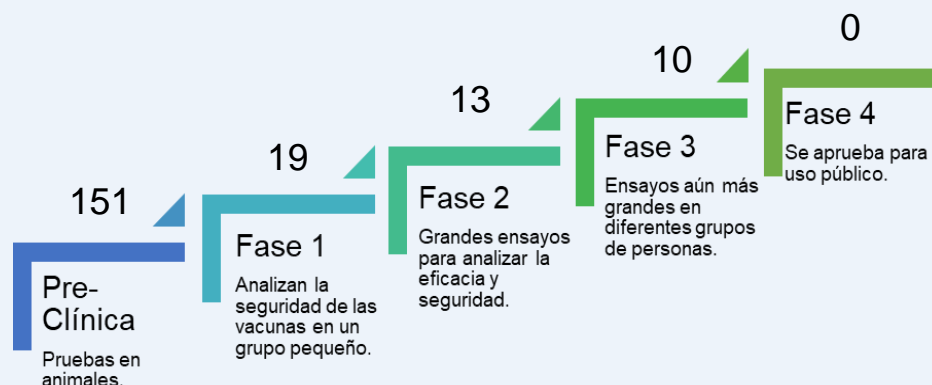 151
Pre-
Clínica
Pruebas en
animales.
19
Fase 1
Analizan la
seguridad de las
vacunas en un
grupo pequeño.
13
Fase 2
Grandes ensayos
para analizar la
eficacia y
seguridad.
10
Fase 3
Ensayos aún más
grandes en
diferentes grupos
de personas.
0
Fase 4
Se aprueba para
uso público.